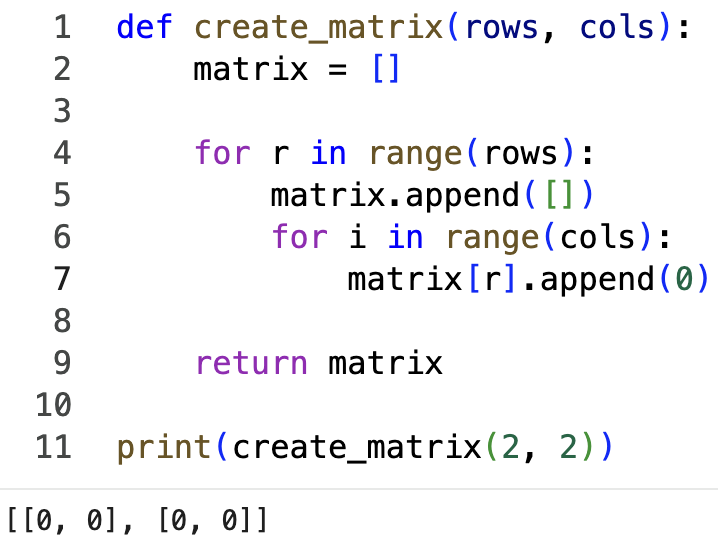 1 def create_matrix(rows, cols):
2     matrix = []
3
4     for r in range(rows):
5         matrix.append([])
6         for i in range(cols):
7             matrix[r].append(0)
8
9     return matrix
10
11 print(create_matrix(2, 2))
[[0, 0], [0, 0]]